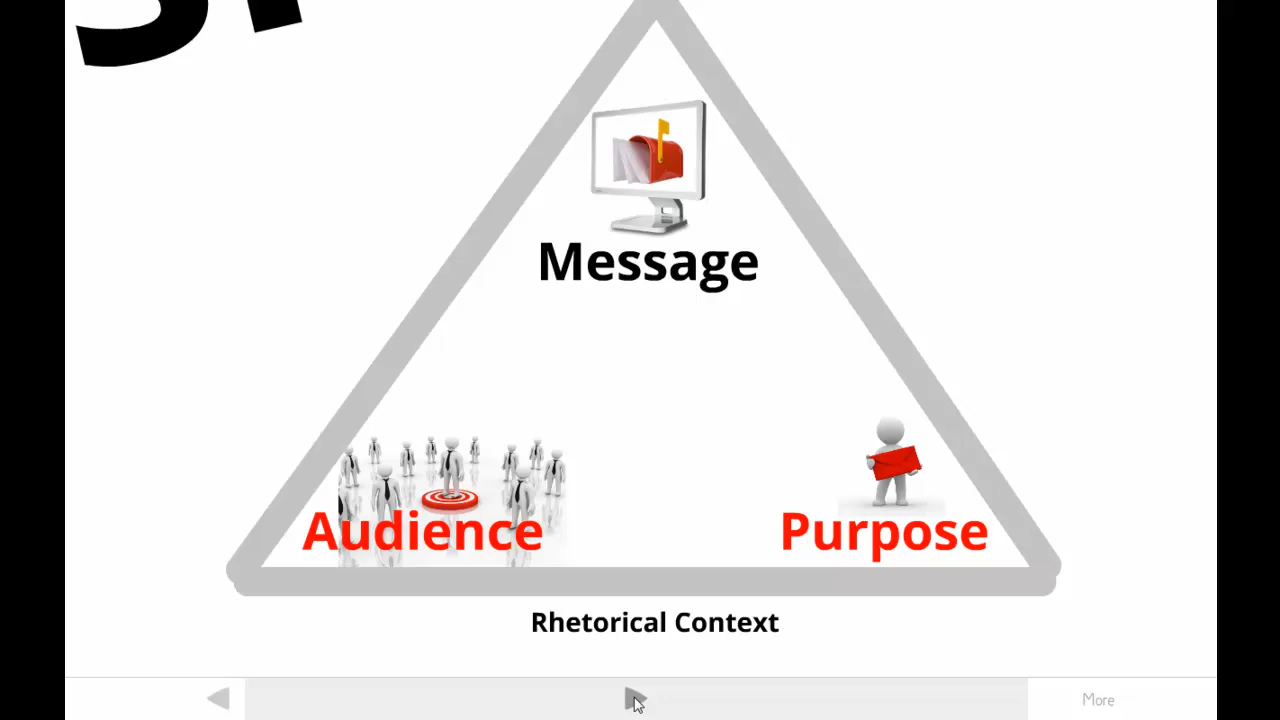 Message
Audience
Purpose
Rhetorical Context
More